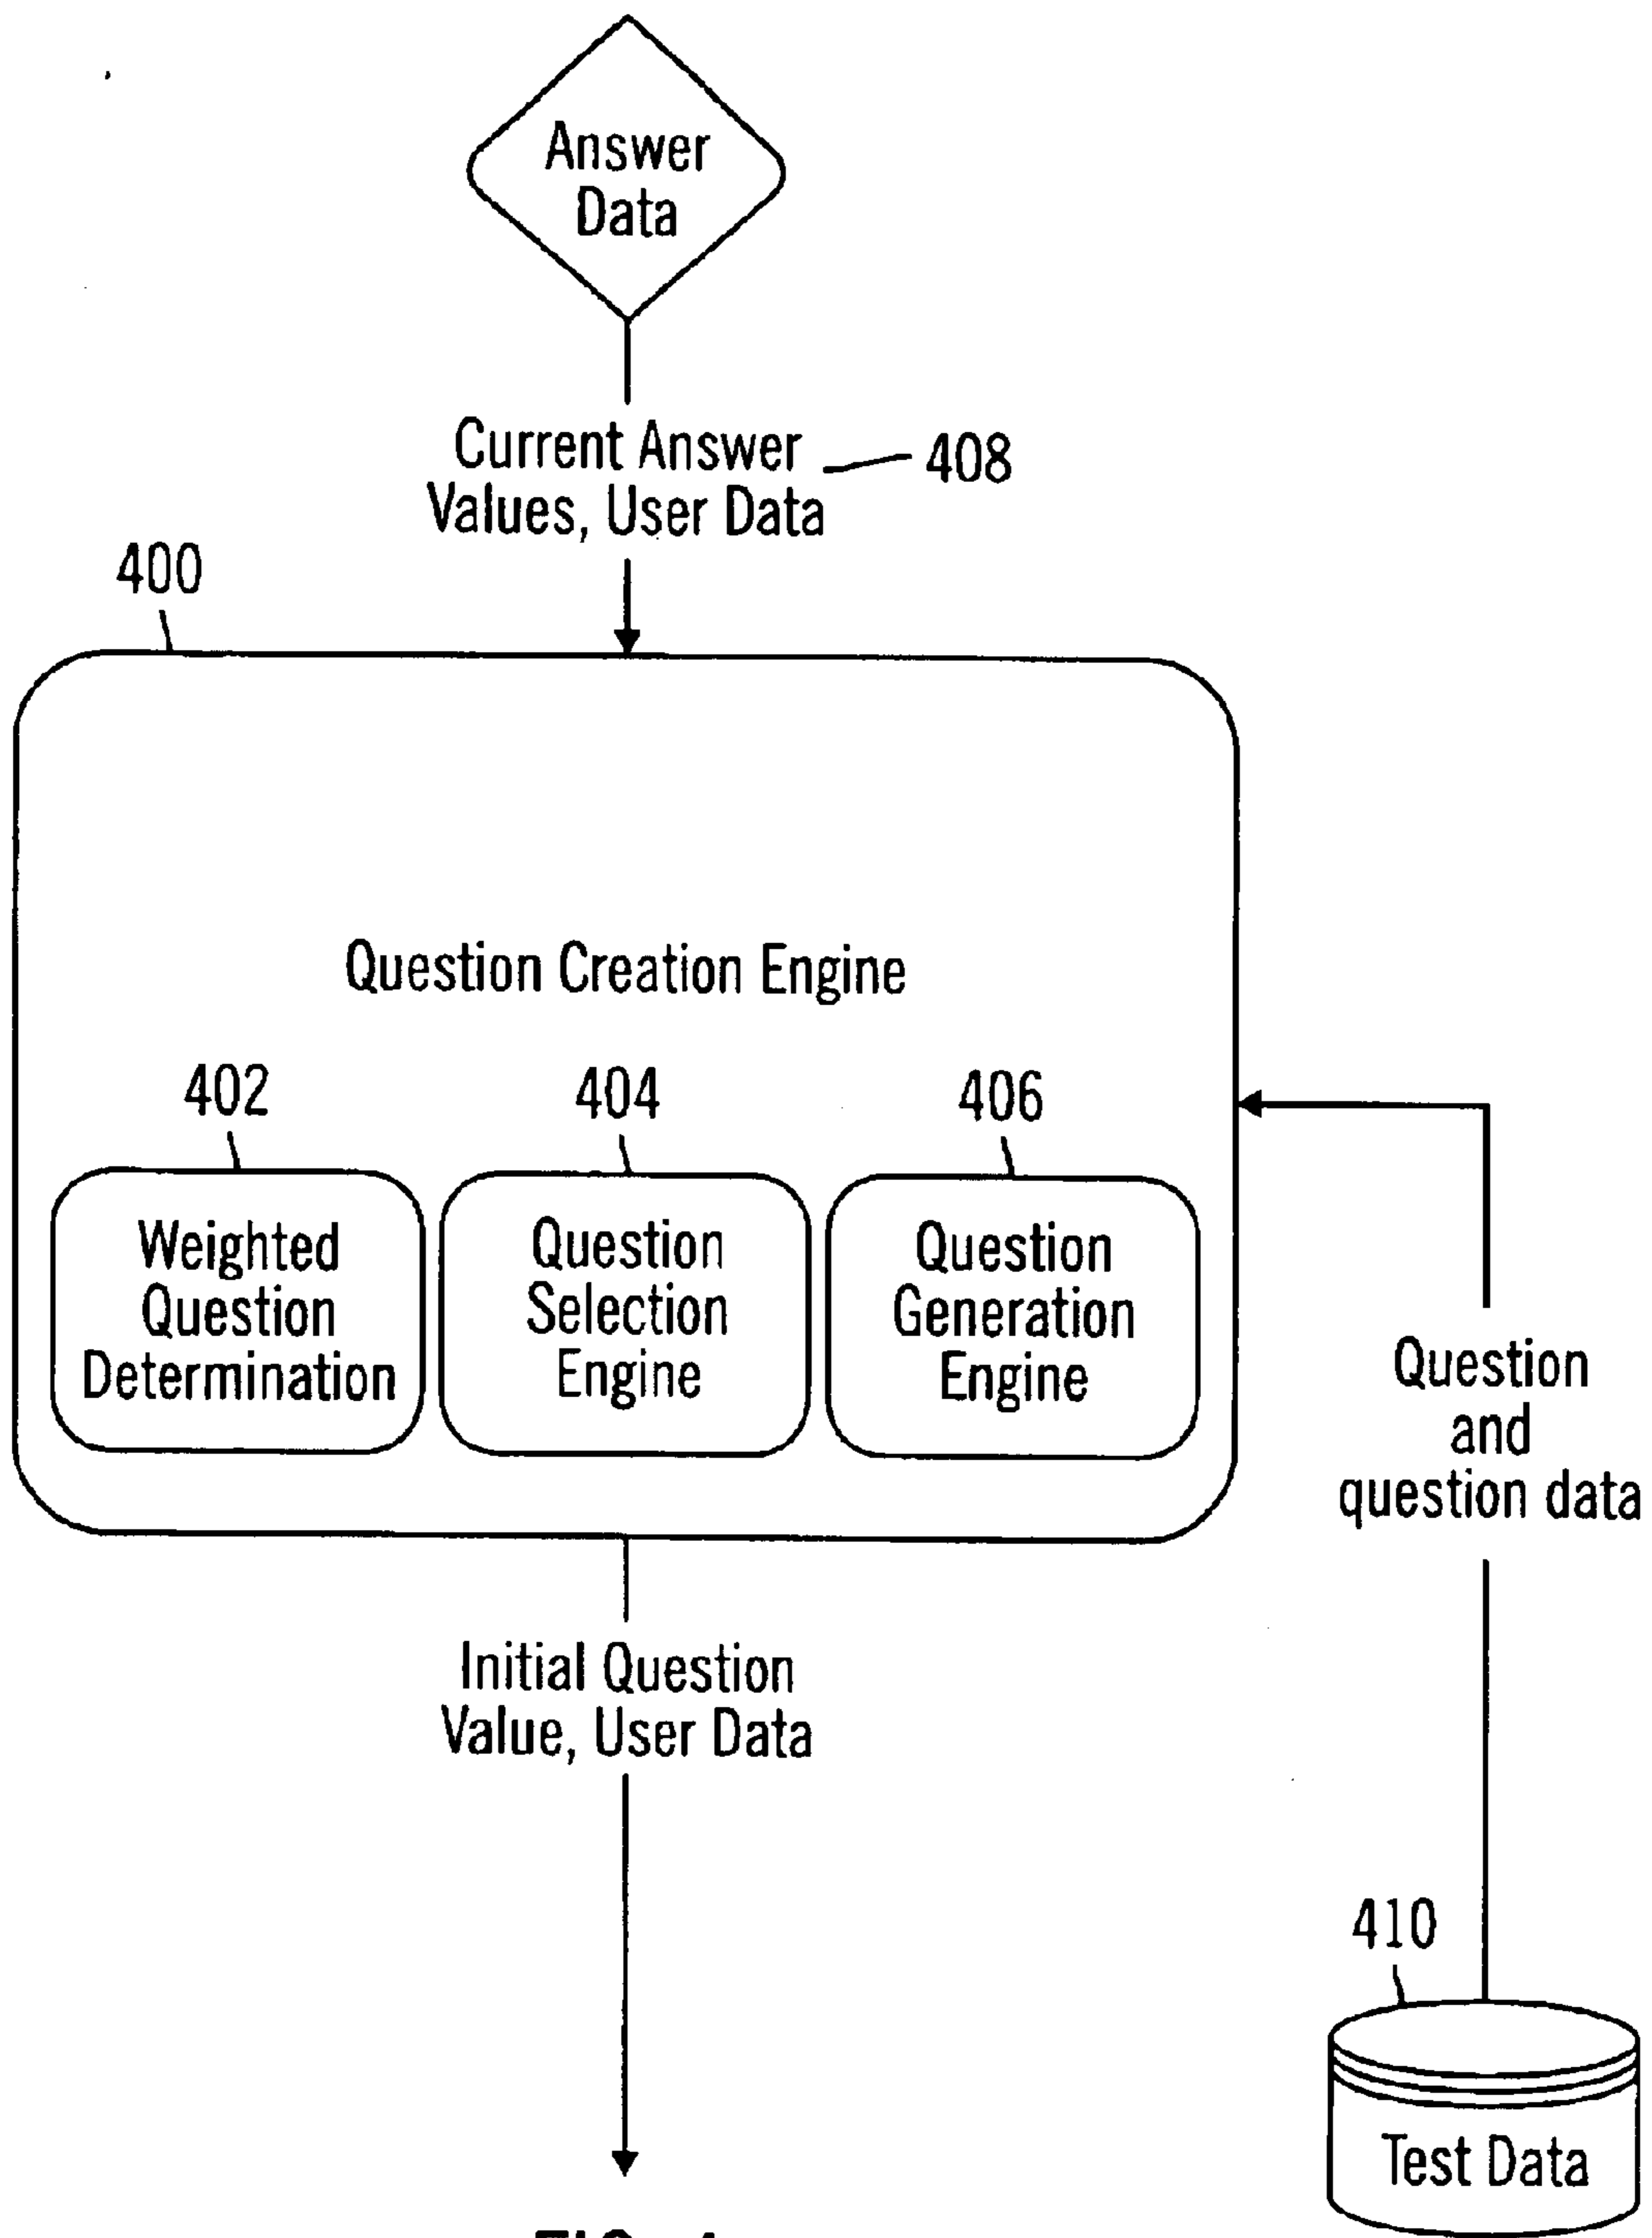 Answer
Data
Current Answer
Values, User Data
408
400
Question Creation Engine
402
404
406
Weighted
Question
Determination
Question
Selection
Engine
Question
Generation
Engine
Question
and
question data
Initial Question
Value, User Data
410
Test Data